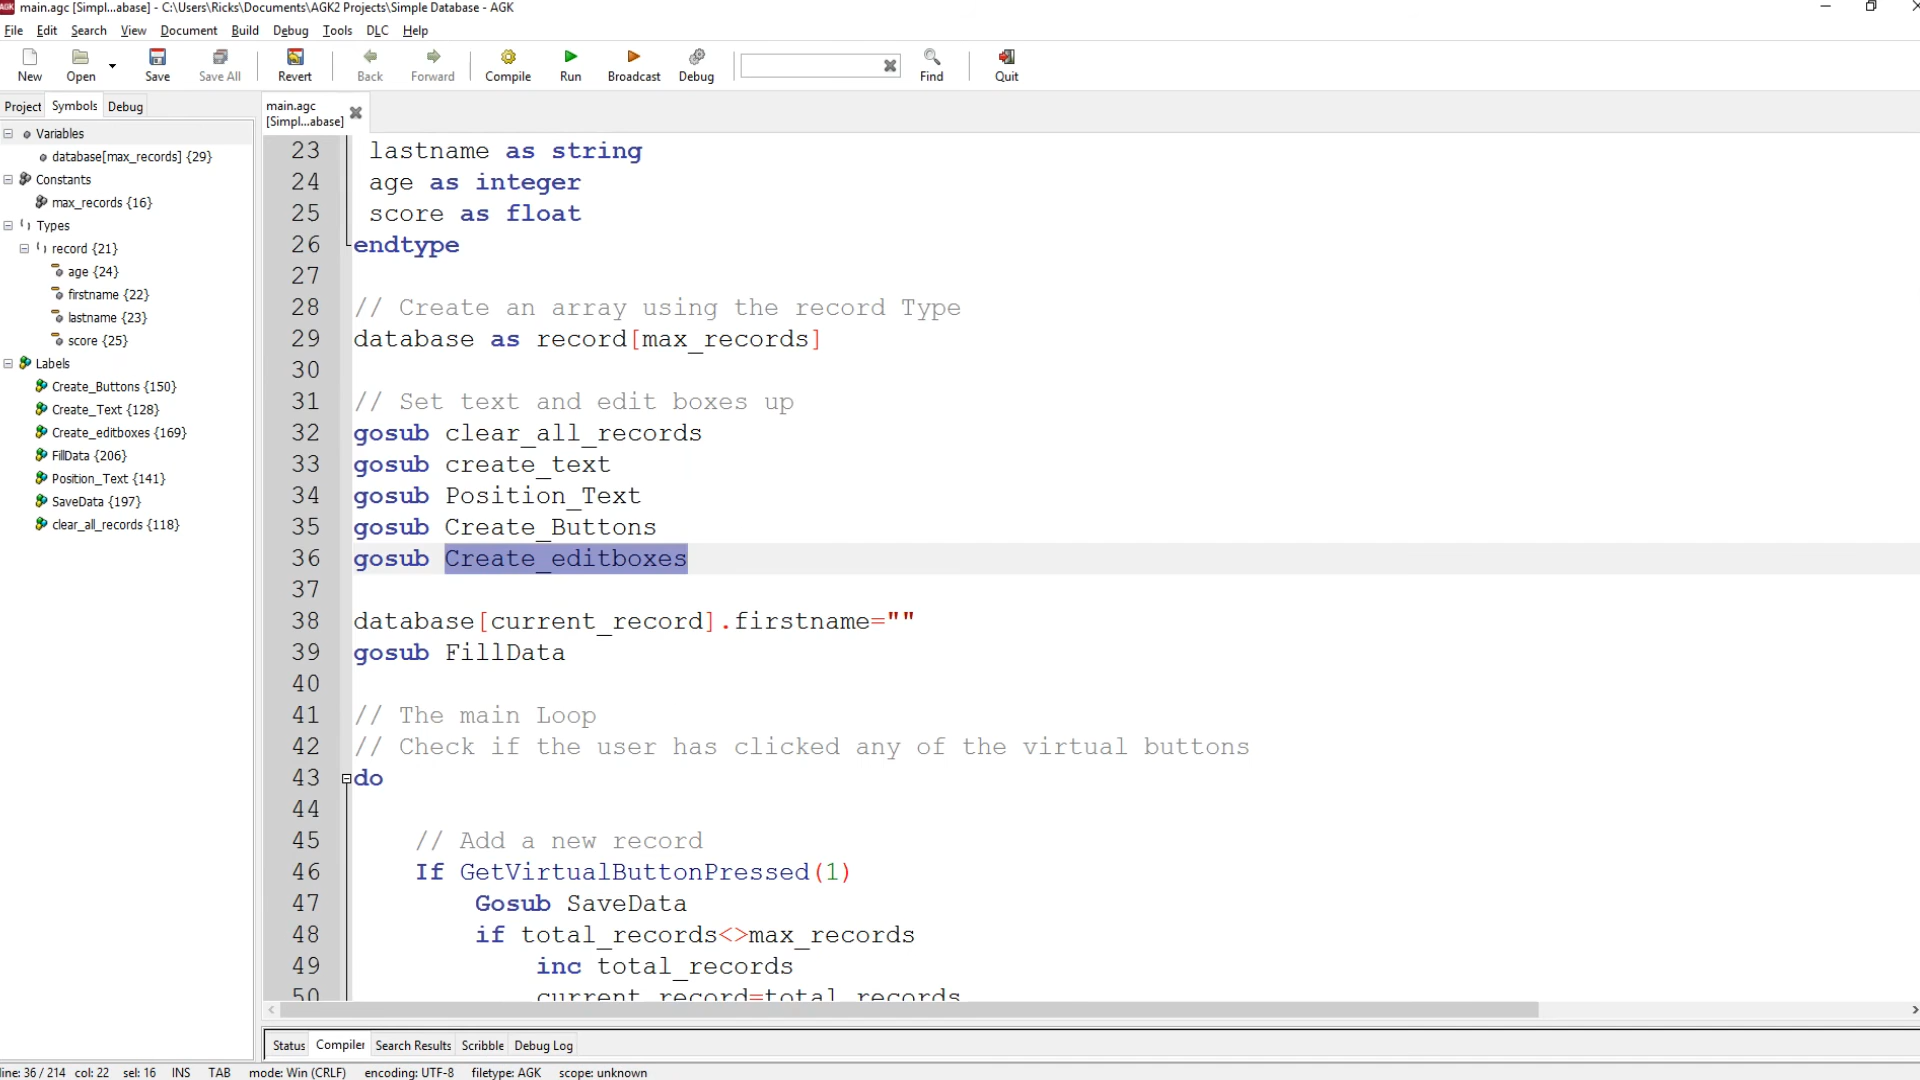 main.agc [Simpl...abase] - C:\Users\Ricks\Documents\AGK2 Projects\Simple Database - AGK
File Edit Search View Document Build Debug Tools DLC Help
New Open Save Save All Revert Back Forward Compile Run Broadcast Debug Find Quit
Project Symbols Debug
Variables
database[max_records] {29}
Constants
max_records {16}
Types
record {21}
age {24}
firstname {22}
lastname {23}
score {25}
Labels
Create_Buttons {150}
Create_Text {128}
Create_editboxes {169}
FillData {206}
Position_Text {141}
SaveData {197}
clear_all_records {118}
main.agc
[Simpl...abase]
23 lastname as string
24 age as integer
25 score as float
26 endtype
27
28 // Create an array using the record Type
29 database as record[max_records]
30
31 // Set text and edit boxes up
32 gosub clear_all_records
33 gosub create_text
34 gosub Position_Text
35 gosub Create_Buttons
36 gosub Create_editboxes
37
38 database[current_record].firstname=""
39 gosub FillData
40
41 // The main Loop
42 // Check if the user has clicked any of the virtual buttons
43 do
44
45 // Add a new record
46 If GetVirtualButtonPressed(1)
47 Gosub SaveData
48 if total_records<>max_records
49 inc total_records
50 current_record=total_records
Status Compiler Search Results Scribble Debug Log
line: 36 / 214 col: 22 sel: 16 INS TAB mode: Win (CRLF) encoding: UTF-8 filetype: AGK scope: unknown